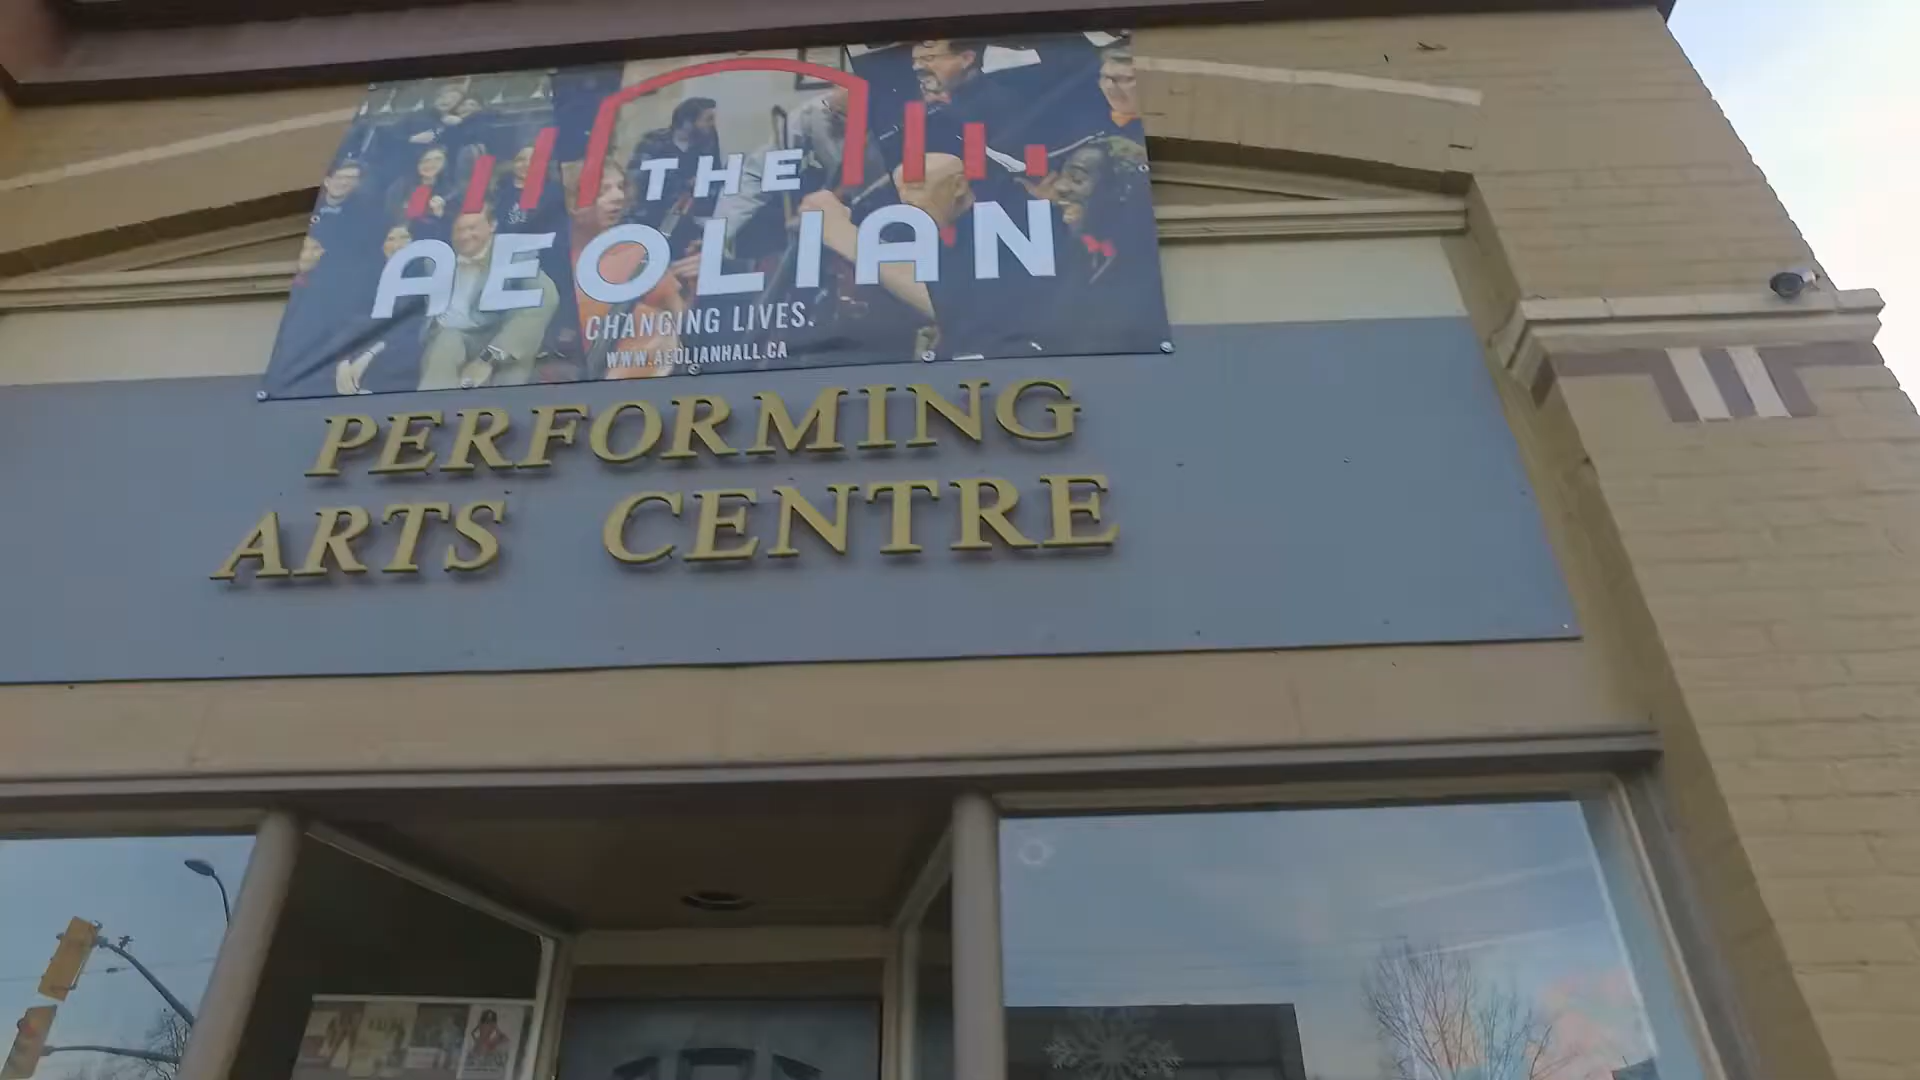 THE
AEOLIAN
CHANGING LIVES.
WWW.AEOLIANHALL.CA
PERFORMING
ARTS CENTRE